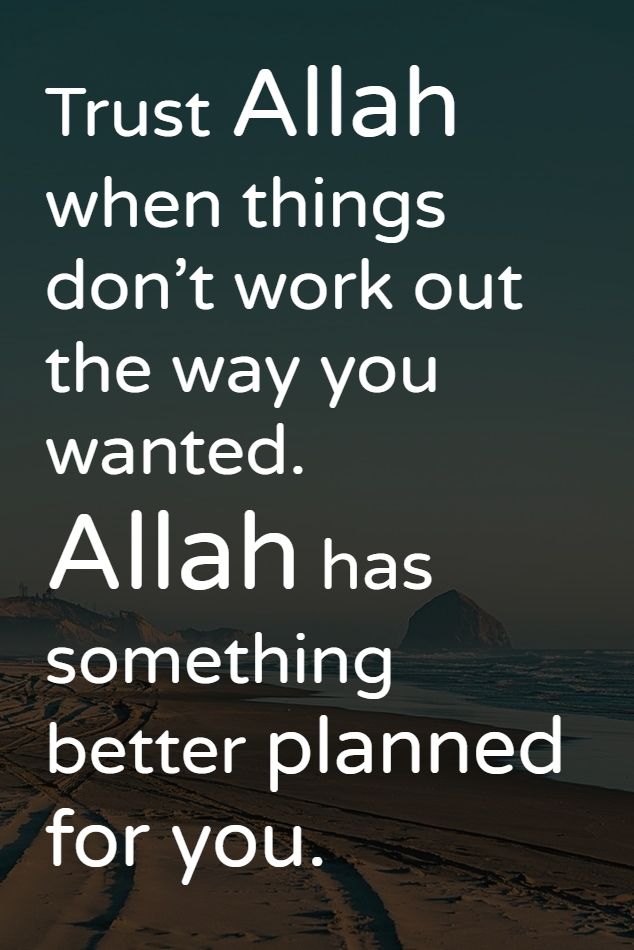 Trust Allah
when things
don’t work out
the way you
wanted.
Allah has
something
better planned
for you.